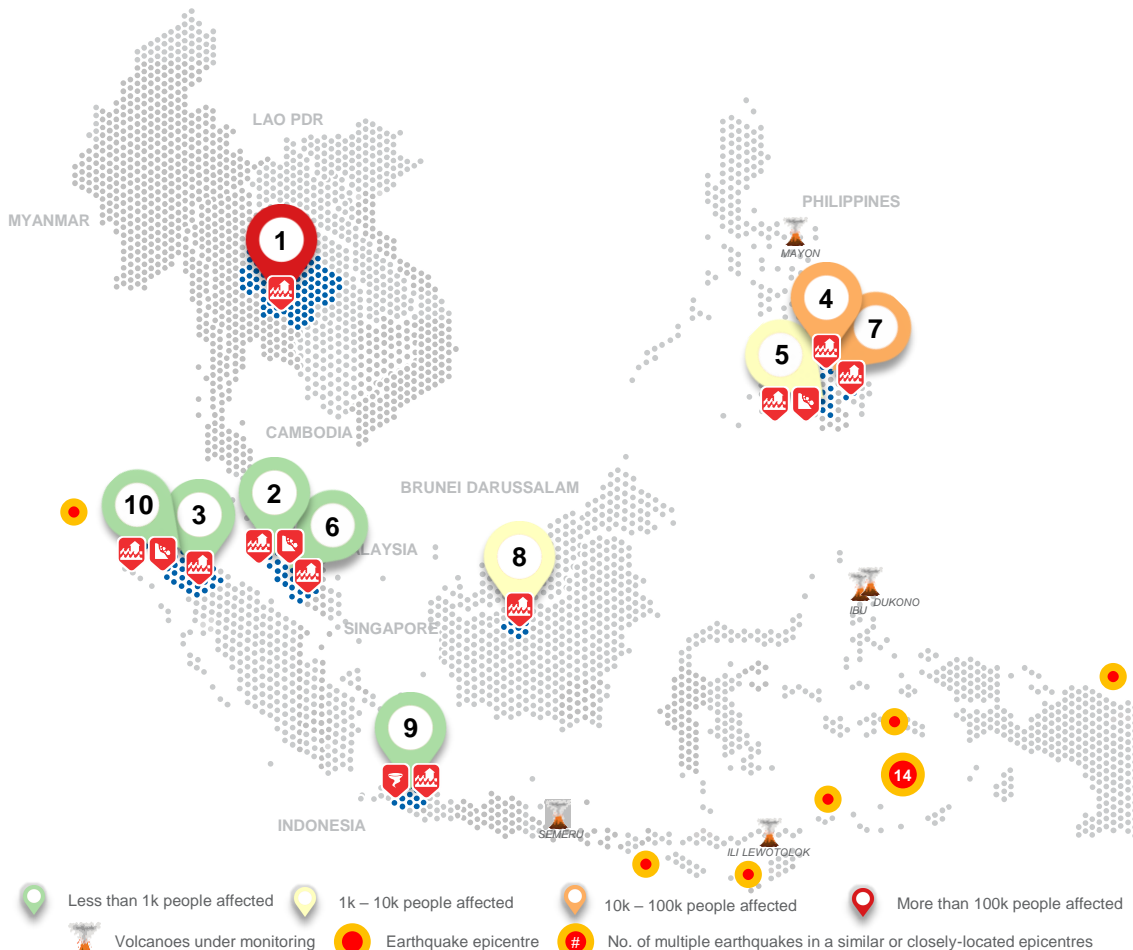 LAO PDR
MYANMAR
PHILIPPINES
MAYON
1
4
7
5
CAMBODIA
BRUNEI DARUSSALAM
10
3
2
6
ALAYSIA
8
DUKONO
IBU
SINGAPORE
9
14
INDONESIA
SEMERU
ILI LEWOTOLOK
Less than 1k people affected
1k – 10k people affected
10k – 100k people affected
More than 100k people affected
Volcanoes under monitoring
Earthquake epicentre
#
No. of multiple earthquakes in a similar or closely-located epicentres